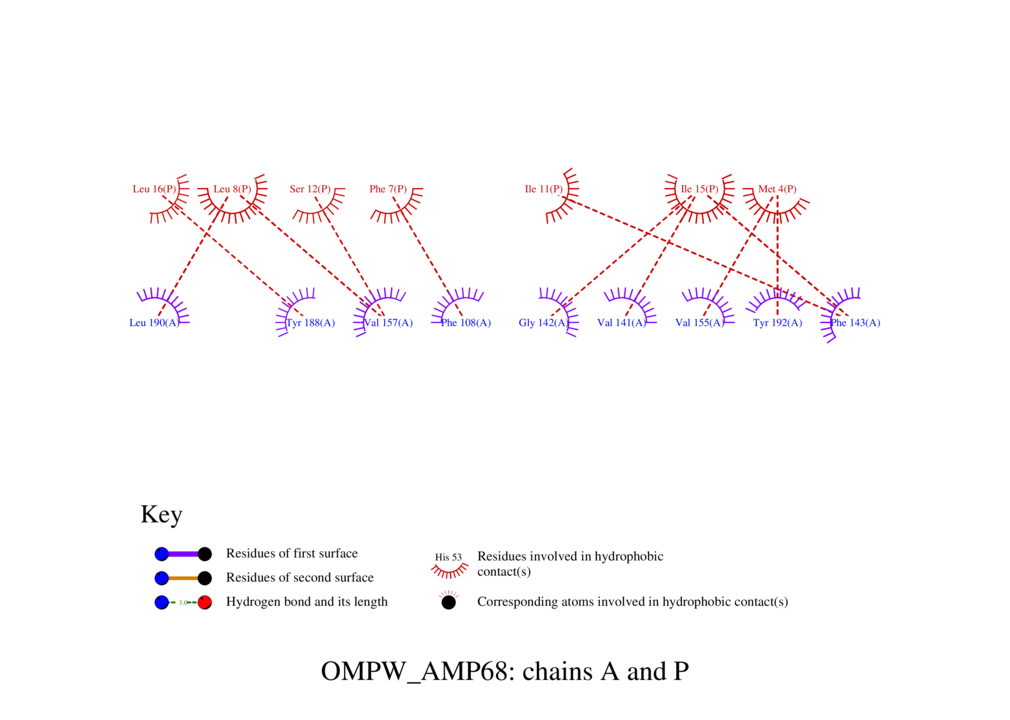 Leu 16(P) Leu 8(P) Ser 12(P) Phe 7(P) Ile 11(P) Ile 15(P) Met 4(P)
Leu 190(A) Tyr 188(A) Val 157(A) Phe 108(A) Gly 142(A) Val 141(A) Val 155(A) Tyr 192(A) Phe 143(A)
Key
Residues of first surface
Residues of second surface
3.0
Hydrogen bond and its length
His 53
Residues involved in hydrophobic
contact(s)
Corresponding atoms involved in hydrophobic contact(s)
OMPW_AMP68: chains A and P